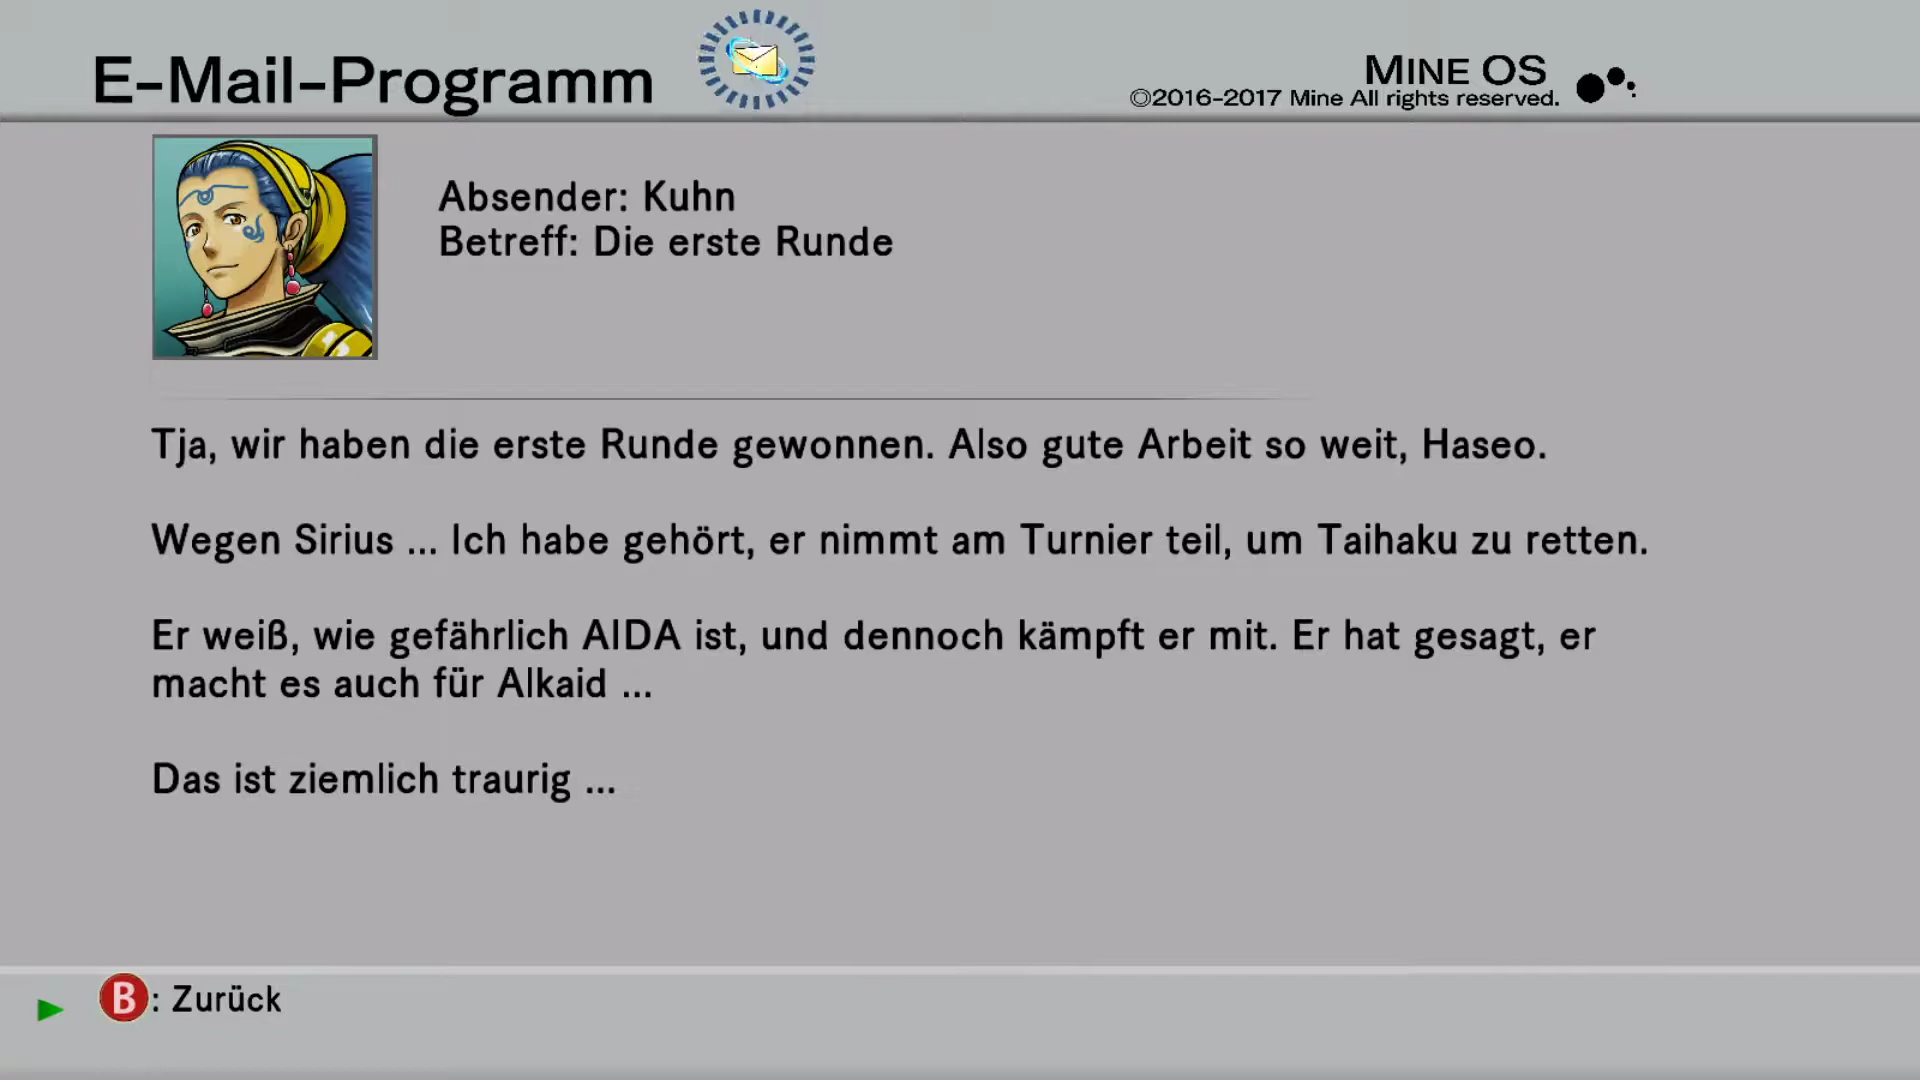 E-Mail-Programm
MINE OS
©2016-2017 Mine All rights reserved.
Absender: Kuhn
Betreff: Die erste Runde
Tja, wir haben die erste Runde gewonnen. Also gute Arbeit so weit, Haseo.
Wegen Sirius ... Ich habe gehört, er nimmt am Turnier teil, um Taihaku zu retten.
Er weiß, wie gefährlich AIDA ist, und dennoch kämpft er mit. Er hat gesagt, er
macht es auch für Alkaid ...
Das ist ziemlich traurig ...
B: Zurück